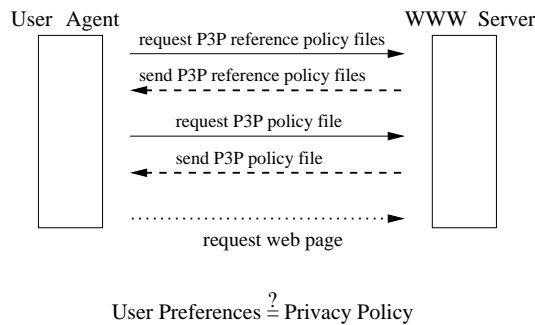 User Agent WWW Server
request P3P reference policy files
send P3P reference policy files
request P3P policy file
send P3P policy file
request web page
User Preferences ≟ Privacy Policy